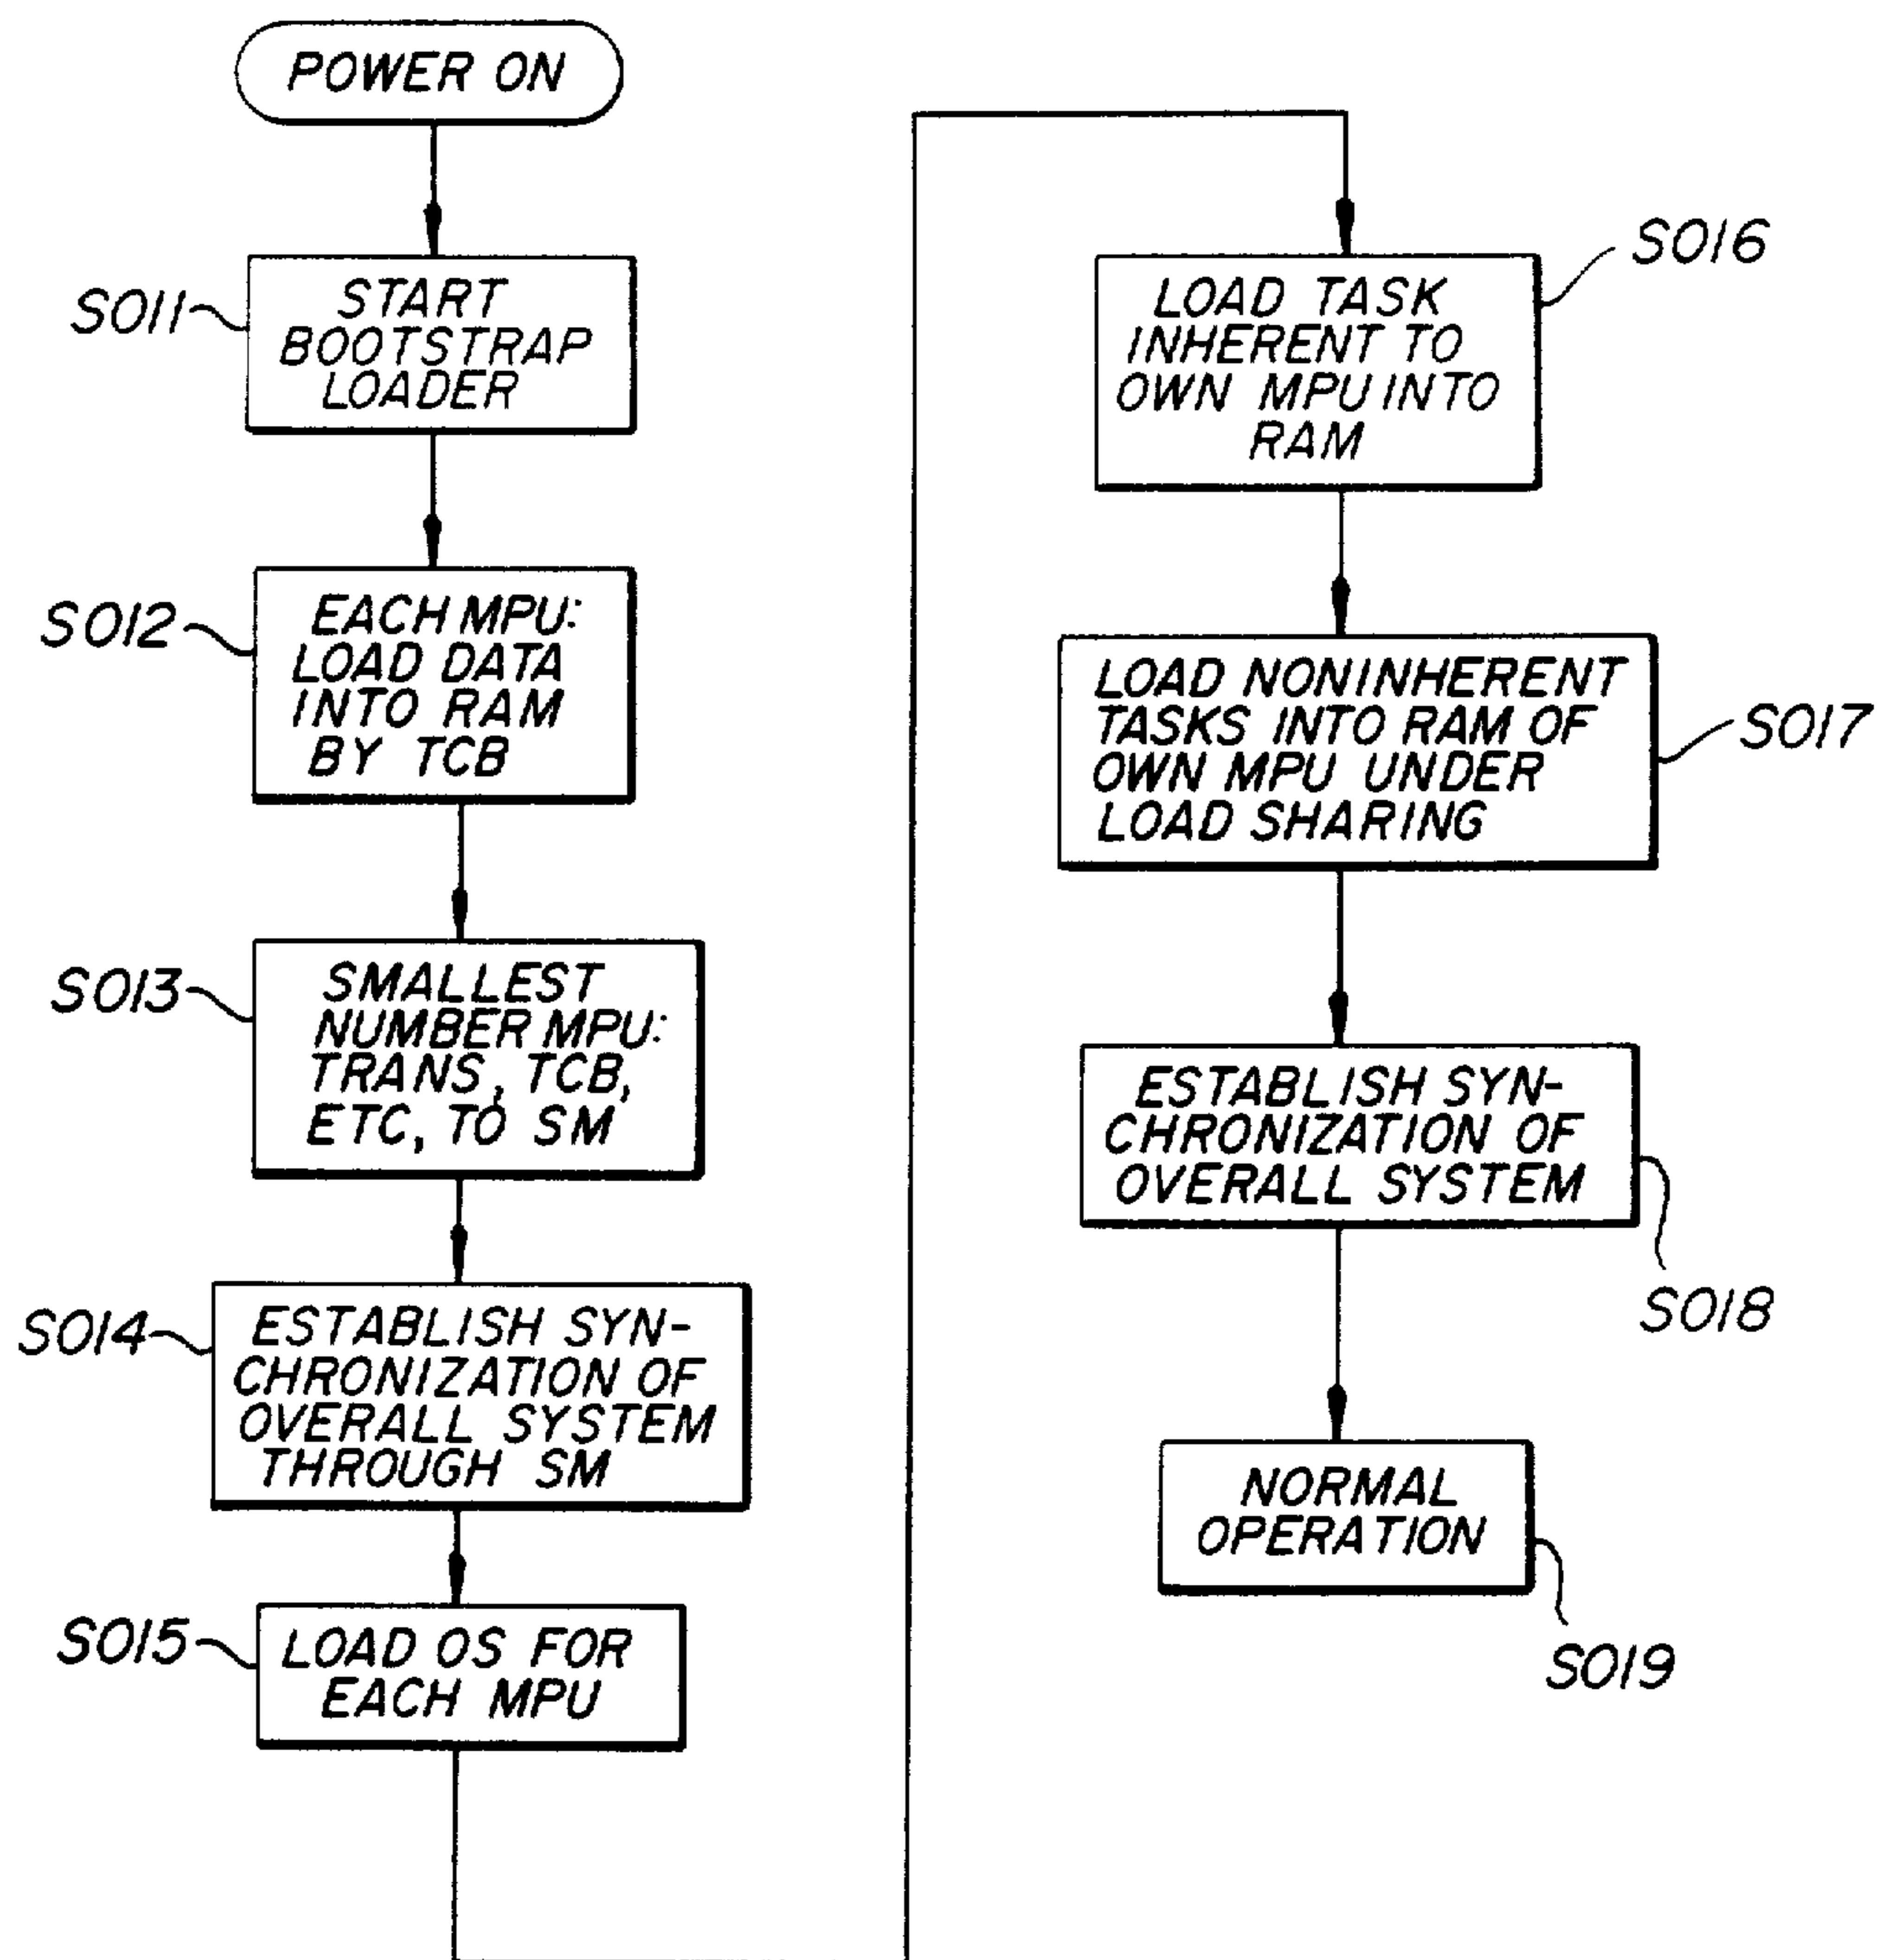 POWER ON
S011
START
BOOTSTRAP
LOADER
S012
EACH MPU:
LOAD DATA
INTO RAM
BY TCB
S013
SMALLEST
NUMBER MPU:
TRANS, TCB,
ETC, TO SM
S014
ESTABLISH SYN-
CHRONIZATION OF
OVERALL SYSTEM
THROUGH SM
S015
LOAD OS FOR
EACH MPU
S016
LOAD TASK
INHERENT TO
OWN MPU INTO
RAM
S017
LOAD NONINHERENT
TASKS INTO RAM OF
OWN MPU UNDER
LOAD SHARING
ESTABLISH SYN-
CHRONIZATION OF
OVERALL SYSTEM
S018
NORMAL
OPERATION
S019